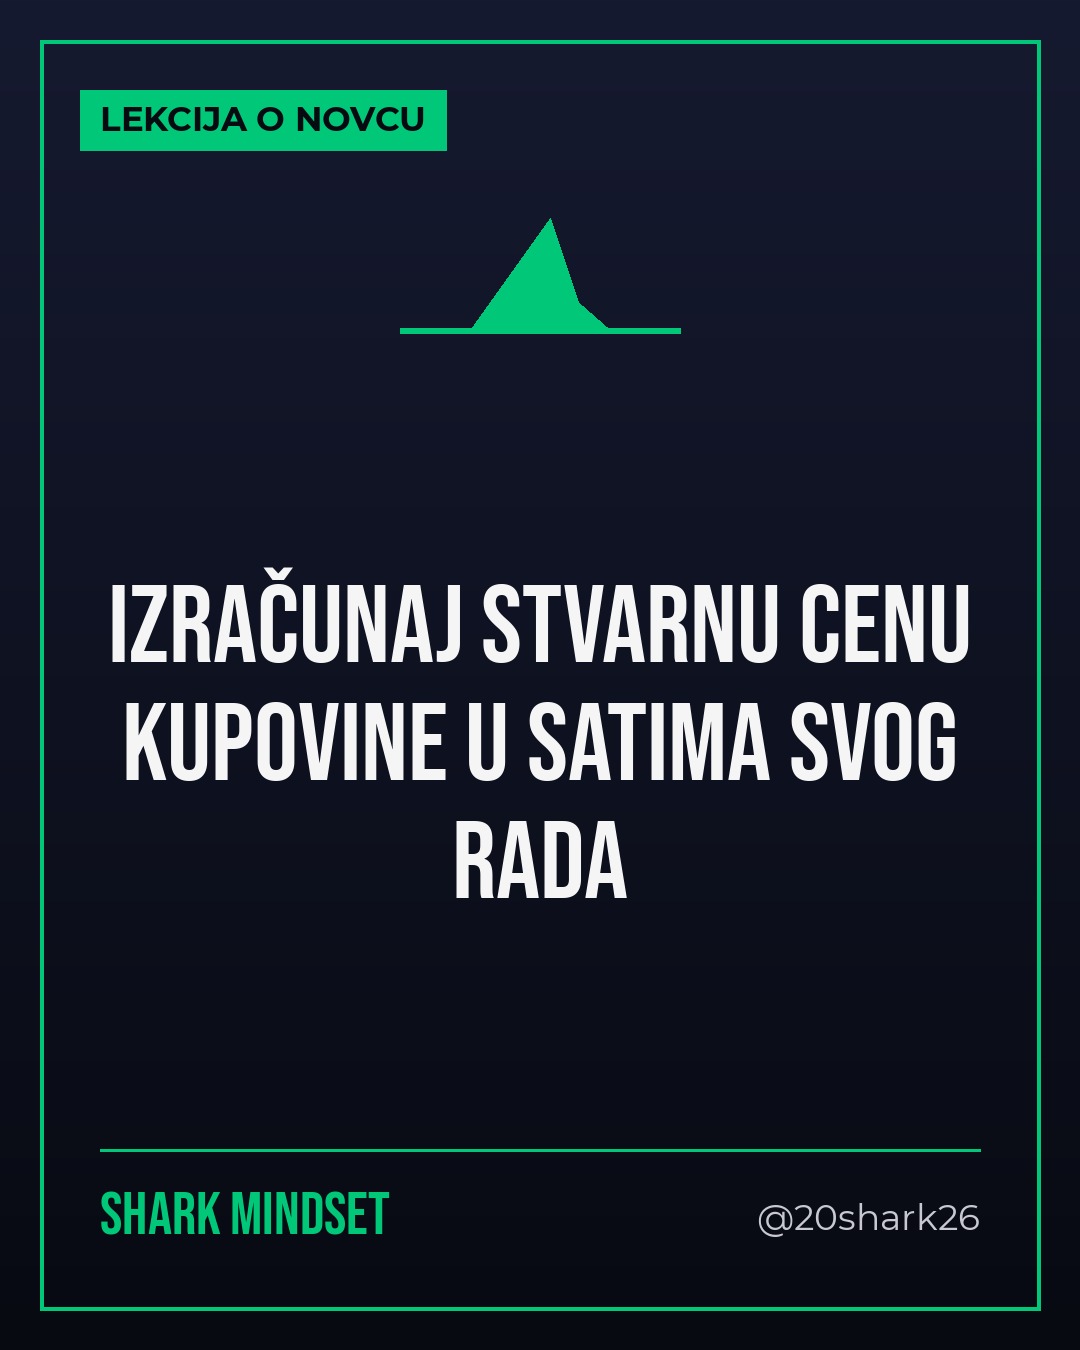 LEKCIJA O NOVCU
IZRAČUNAJ STVARNU CENU
KUPOVINE U SATIMA SVOG
RADA
SHARK MINDSET
@20shark26